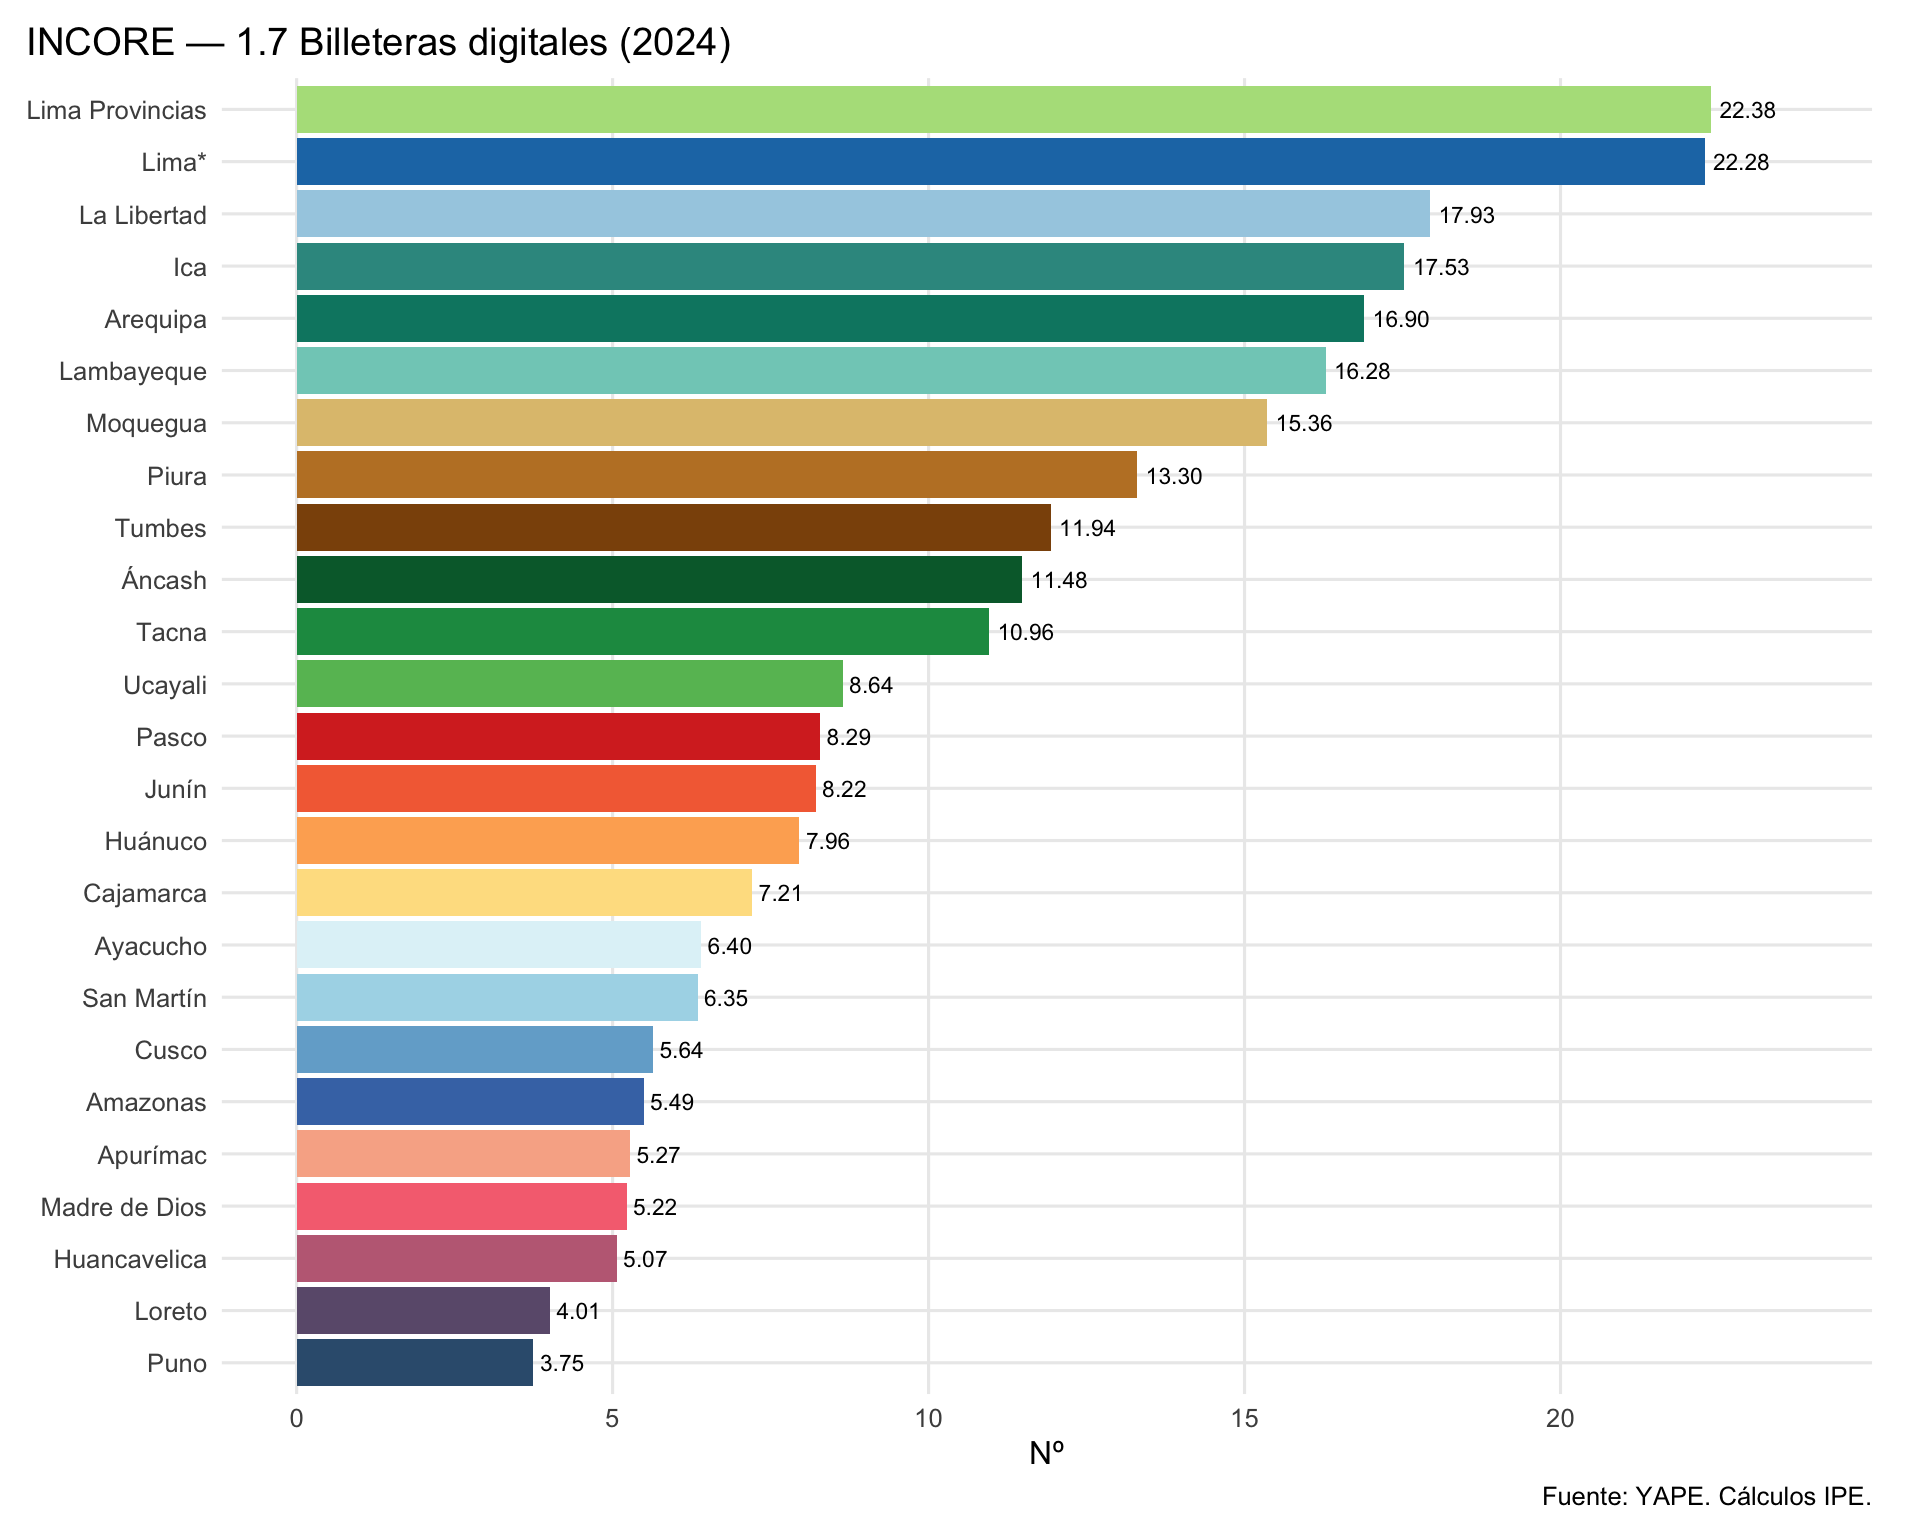 INCORE — 1.7 Billeteras digitales (2024)
Lima Provincias 22.38
Lima* 22.28
La Libertad 17.93
Ica 17.53
Arequipa 16.90
Lambayeque 16.28
Moquegua 15.36
Piura 13.30
Tumbes 11.94
Áncash 11.48
Tacna 10.96
Ucayali 8.64
Pasco 8.29
Junín 8.22
Huánuco 7.96
Cajamarca 7.21
Ayacucho 6.40
San Martín 6.35
Cusco 5.64
Amazonas 5.49
Apurímac 5.27
Madre de Dios 5.22
Huancavelica 5.07
Loreto 4.01
Puno 3.75
0 5 10 15 20
Nº
Fuente: YAPE. Cálculos IPE.